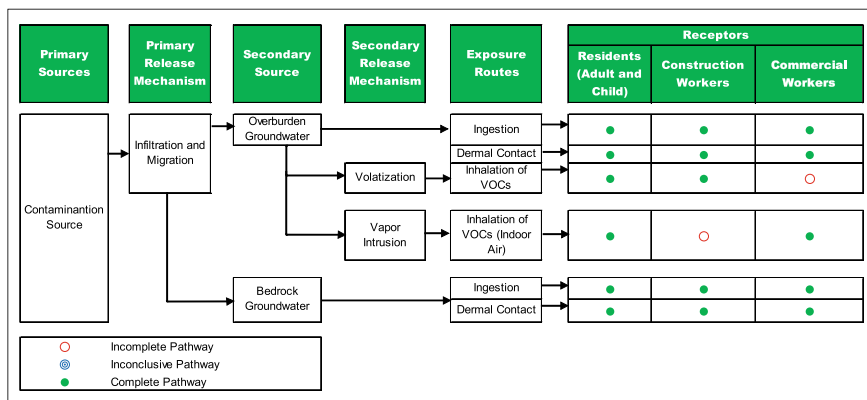 Primary
Sources
Primary
Release
Mechanism
Secondary
Source
Secondary
Release
Mechanism
Exposure
Routes
Receptors
Residents
(Adult and
Child)
Construction
Workers
Commercial
Workers
Contaminantion
Source
Infiltration and
Migration
Overburden
Groundwater
Ingestion
Dermal Contact
Volatization
Inhalation of
VOCs
Vapor
Intrusion
Inhalation of
VOCs (Indoor
Air)
Bedrock
Groundwater
Ingestion
Dermal Contact
Incomplete Pathway
Inconclusive Pathway
Complete Pathway